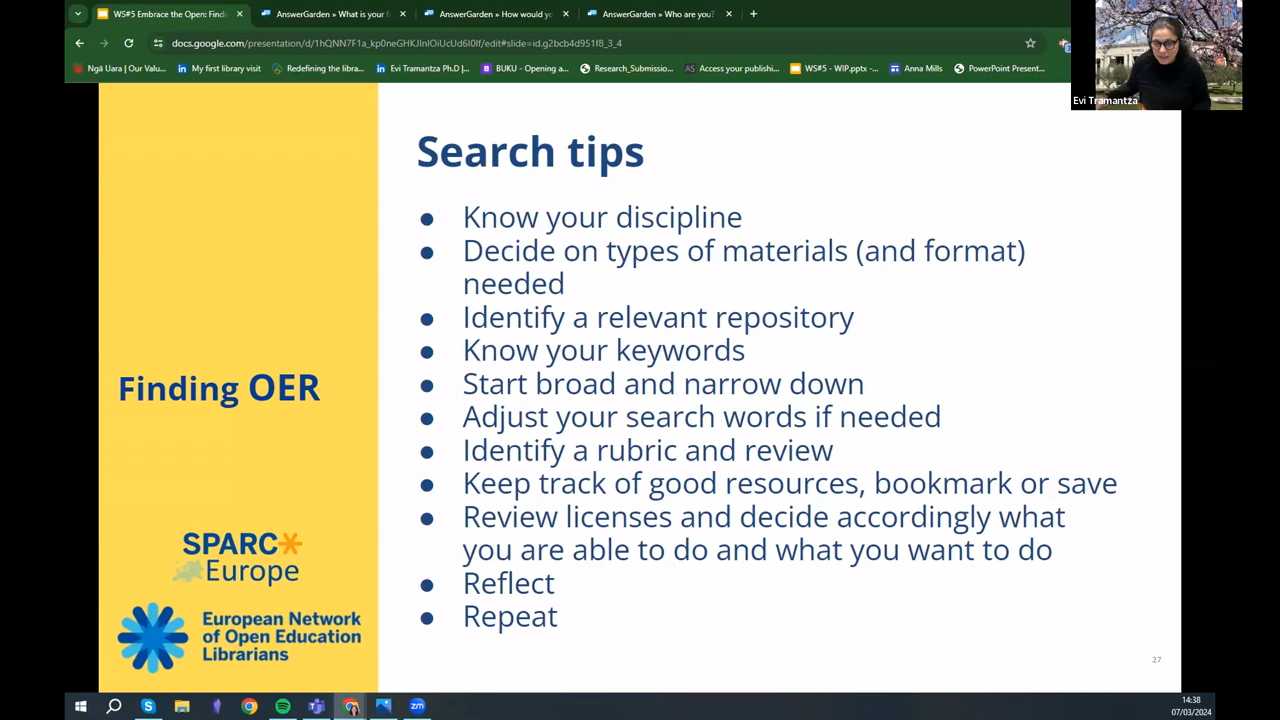 WS#5 Embrace the Open: Findi
AnswerGarden » What is your f
AnswerGarden » How would yo
AnswerGarden » Who are you?
docs.google.com/presentation/d/
Ngā Uara | Our Valu...
My first library visit
Redefining the libra...
Evi Tramantza Ph.D |...
BUKU - Opening a...
Research_Submissio...
Access your publishi...
WS#5 - WIP.pptx -...
Anna Mills
PowerPoint Present...
Evi Tramantza
Search tips
● Know your discipline
● Decide on types of materials (and format)
needed
● Identify a relevant repository
● Know your keywords
● Start broad and narrow down
● Adjust your search words if needed
● Identify a rubric and review
● Keep track of good resources, bookmark or save
● Review licenses and decide accordingly what
you are able to do and what you want to do
● Reflect
● Repeat
Finding OER
SPARC
Europe
European Network
of Open Education
Librarians
27
14:38
07/03/2024